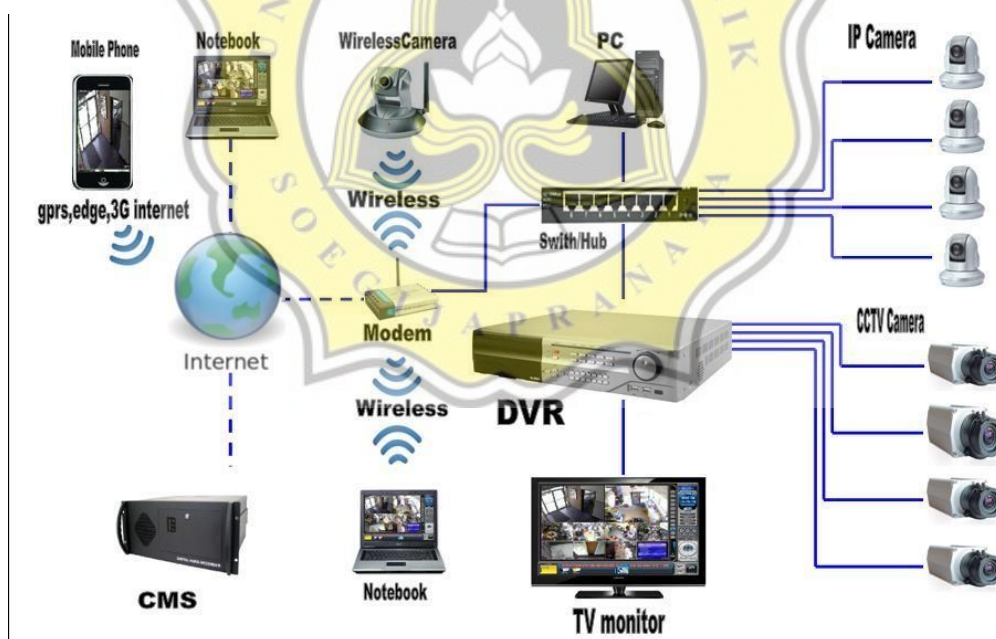 Mobile Phone
Notebook
WirelessCamera
PC
IP Camera
gprs,edge,3G internet
Wireless
Swith/Hub
Internet
Modem
CCTV Camera
Wireless
DVR
CMS
Notebook
TV monitor
SOEGIJAPRANATA